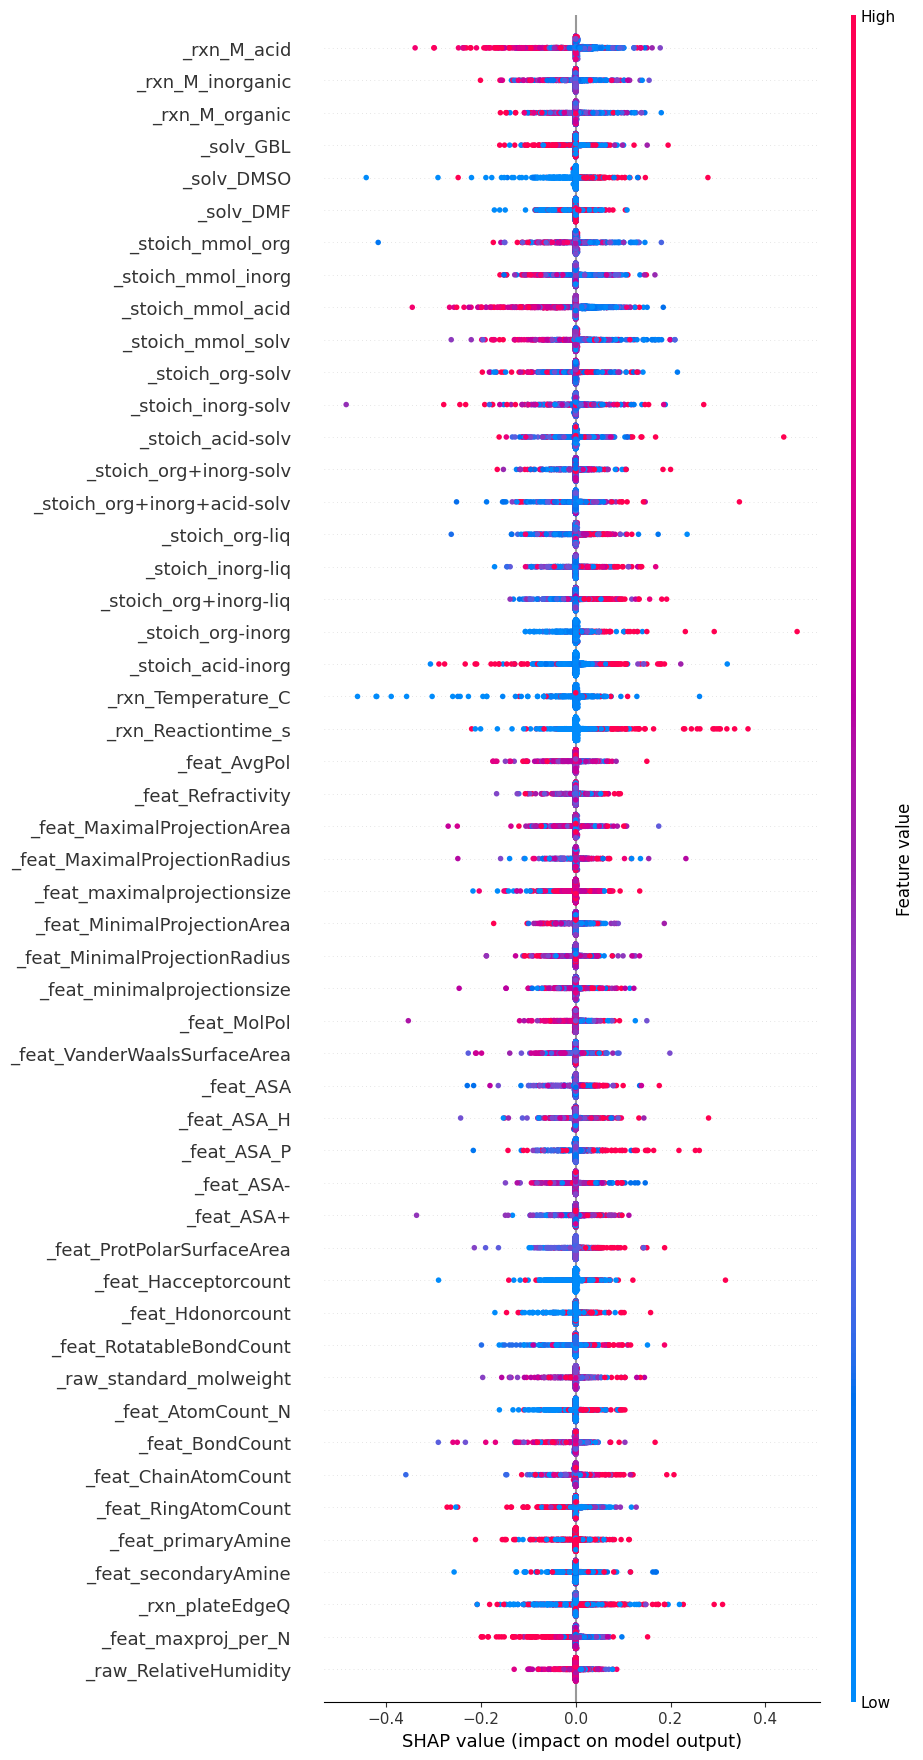 High
_rxn_M_acid
_rxn_M_inorganic
_rxn_M_organic
_solv_GBL
_solv_DMSO
_solv_DMF
_stoich_mmol_org
_stoich_mmol_inorg
_stoich_mmol_acid
_stoich_mmol_solv
_stoich_org-solv
_stoich_inorg-solv
_stoich_acid-solv
_stoich_org+inorg-solv
_stoich_org+inorg+acid-solv
_stoich_org-liq
_stoich_inorg-liq
_stoich_org+inorg-liq
_stoich_org-inorg
_stoich_acid-inorg
_rxn_Temperature_C
_rxn_Reactiontime_s
_feat_AvgPol
_feat_Refractivity
_feat_MaximalProjectionArea
_feat_MaximalProjectionRadius
_feat_maximalprojectionsize
_feat_MinimalProjectionArea
_feat_MinimalProjectionRadius
_feat_minimalprojectionsize
_feat_MolPol
_feat_VanderWaalsSurfaceArea
_feat_ASA
_feat_ASA_H
_feat_ASA_P
_feat_ASA-
_feat_ASA+
_feat_ProtPolarSurfaceArea
_feat_Hacceptorcount
_feat_Hdonorcount
_feat_RotatableBondCount
_raw_standard_molweight
_feat_AtomCount_N
_feat_BondCount
_feat_ChainAtomCount
_feat_RingAtomCount
_feat_primaryAmine
_feat_secondaryAmine
_rxn_plateEdgeQ
_feat_maxproj_per_N
_raw_RelativeHumidity
Feature value
Low
−0.4 −0.2 0.0 0.2 0.4
SHAP value (impact on model output)